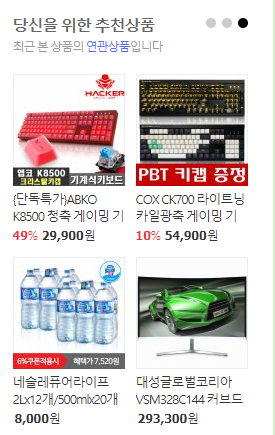 당신을 위한 추천상품
최근 본 상품의 연관상품입니다
HACKER
앱코 K8500
크리스탈키캡
기계식키보드
PBT 키캡 증정
{단독특가}ABKO
K8500 청축 게이밍 기
49% 29,900원
COX CK700 라이트닝
카일광축 게이밍 기
10% 54,900원
6%쿠폰적용시 혜택가 7,520원
네슬레퓨어라이프
2Lx12개/500mlx20개
8,000원
대성글로벌코리아
VSM328C144 커브드
293,300원